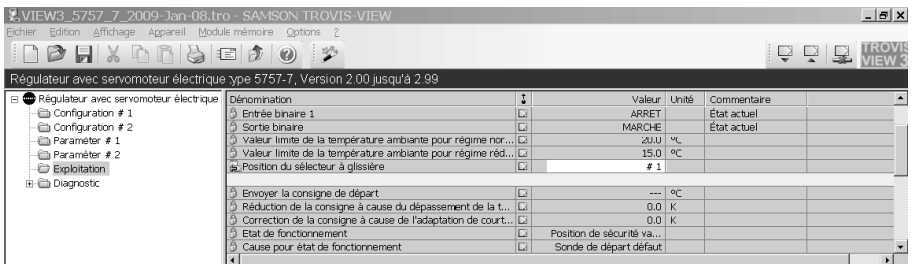 VIEW3_5757_7_2009-Jan-08.tro - SAMSON TROVIS-VIEW
Eichier Edition Affichage Appareil Module mémoire Options ?
TROVIS
VIEW 3
Régulateur avec servomoteur électrique type 5757-7, Version 2.00 jusqu'à 2.99
Régulateur avec servomoteur électrique
Configuration # 1
Configuration # 2
Paraméter # 1
Paraméter # 2
Exploitation
Diagnostic
Dénomination Valeur Unité Commentaire
Entrée binaire 1 ARRET État actuel
Sortie binaire MARCHE État actuel
Valeur limite de la température ambiante pour régime nor... 20.0 °C
Valeur limite de la température ambiante pour régime réd... 15.0 °C
Position du sélecteur à glissière # 1
Envoyer la consigne de départ --- °C
Réduction de la consigne à cause du dépassement de la t... 0.0 K
Correction de la consigne à cause de l'adaptation de court... 0.0 K
Etat de fonctionnement Position de sécurité va...
Cause pour état de fonctionnement Sonde de départ défaut